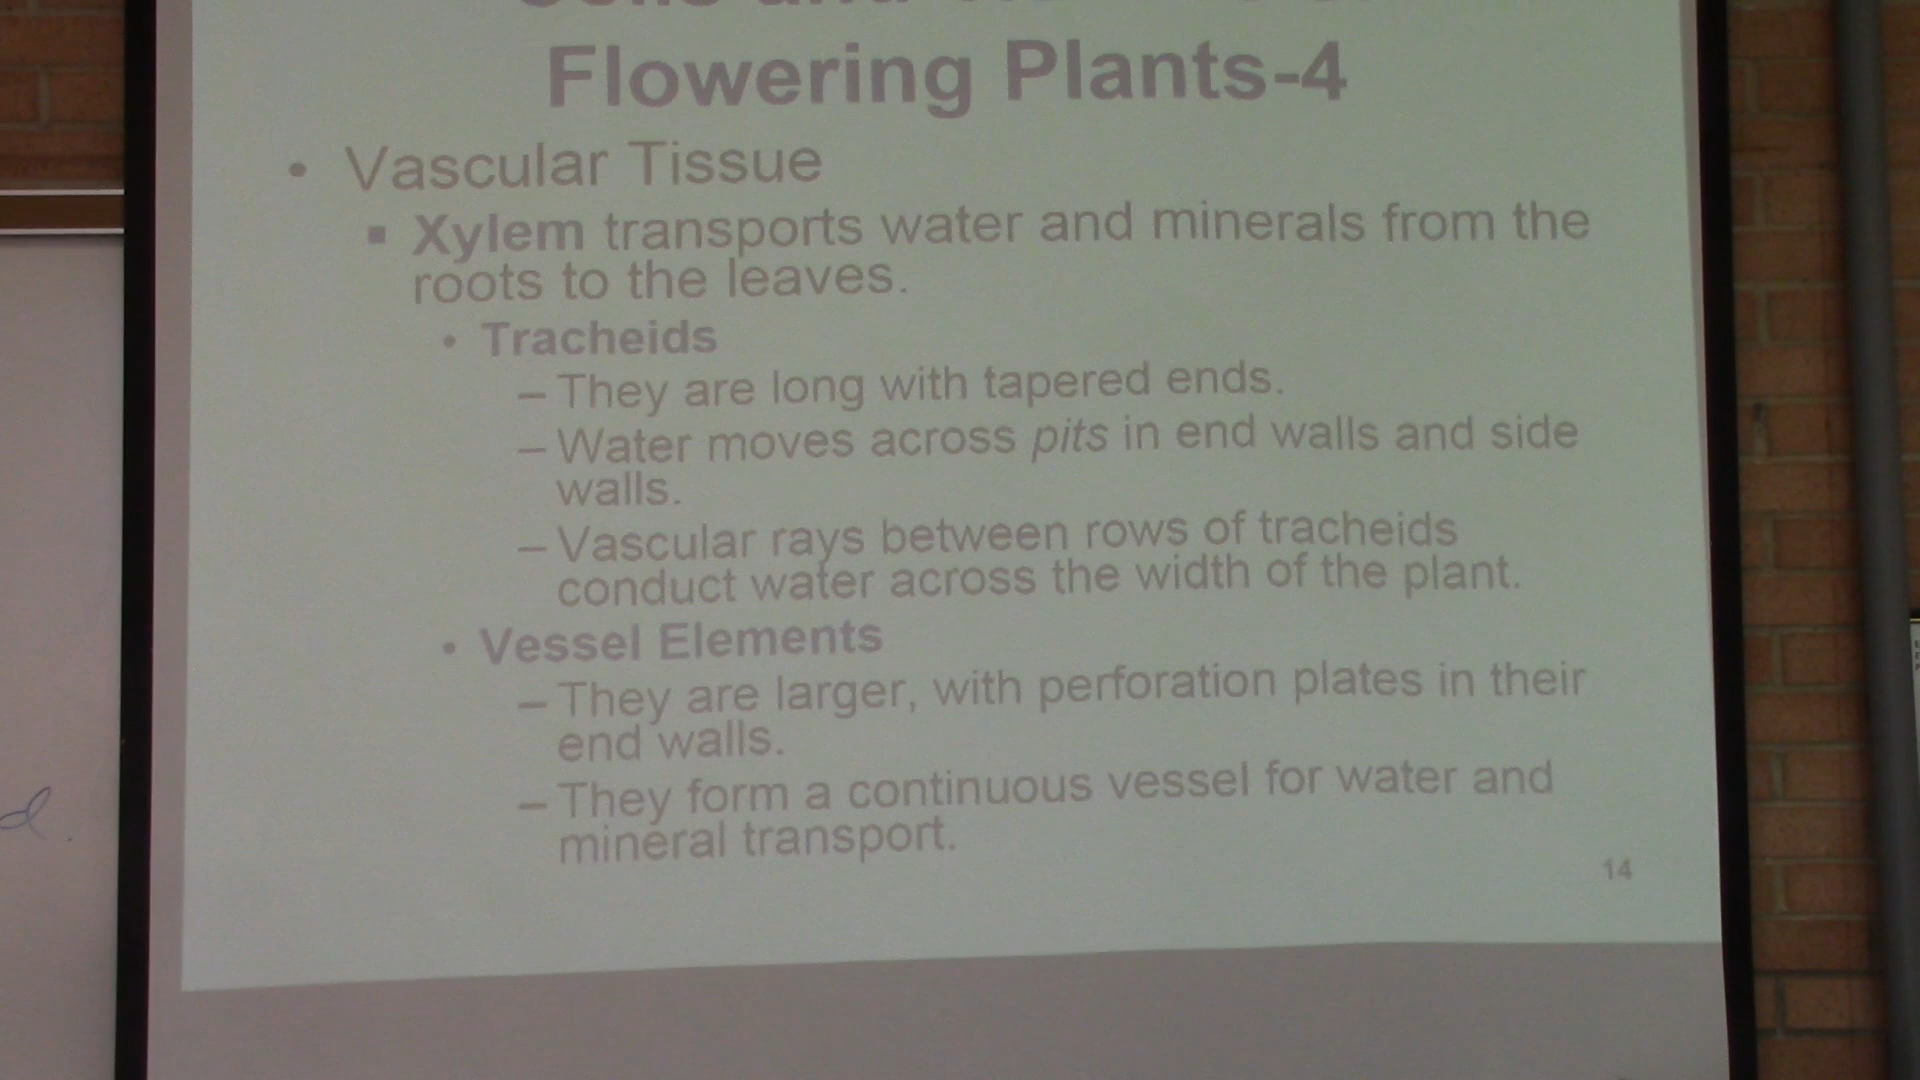 Flowering Plants-4
• Vascular Tissue
▪ Xylem transports water and minerals from the
roots to the leaves.
• Tracheids
– They are long with tapered ends.
– Water moves across pits in end walls and side
walls.
– Vascular rays between rows of tracheids
conduct water across the width of the plant.
• Vessel Elements
– They are larger, with perforation plates in their
end walls.
– They form a continuous vessel for water and
mineral transport.
14
d